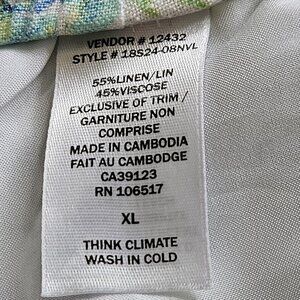 VENDOR # 12432
STYLE # 18S24-08NVL
55%LINEN/LIN
45%VISCOSE
EXCLUSIVE OF TRIM /
GARNITURE NON
COMPRISE
MADE IN CAMBODIA
FAIT AU CAMBODGE
CA39123
RN 106517
XL
THINK CLIMATE
WASH IN COLD